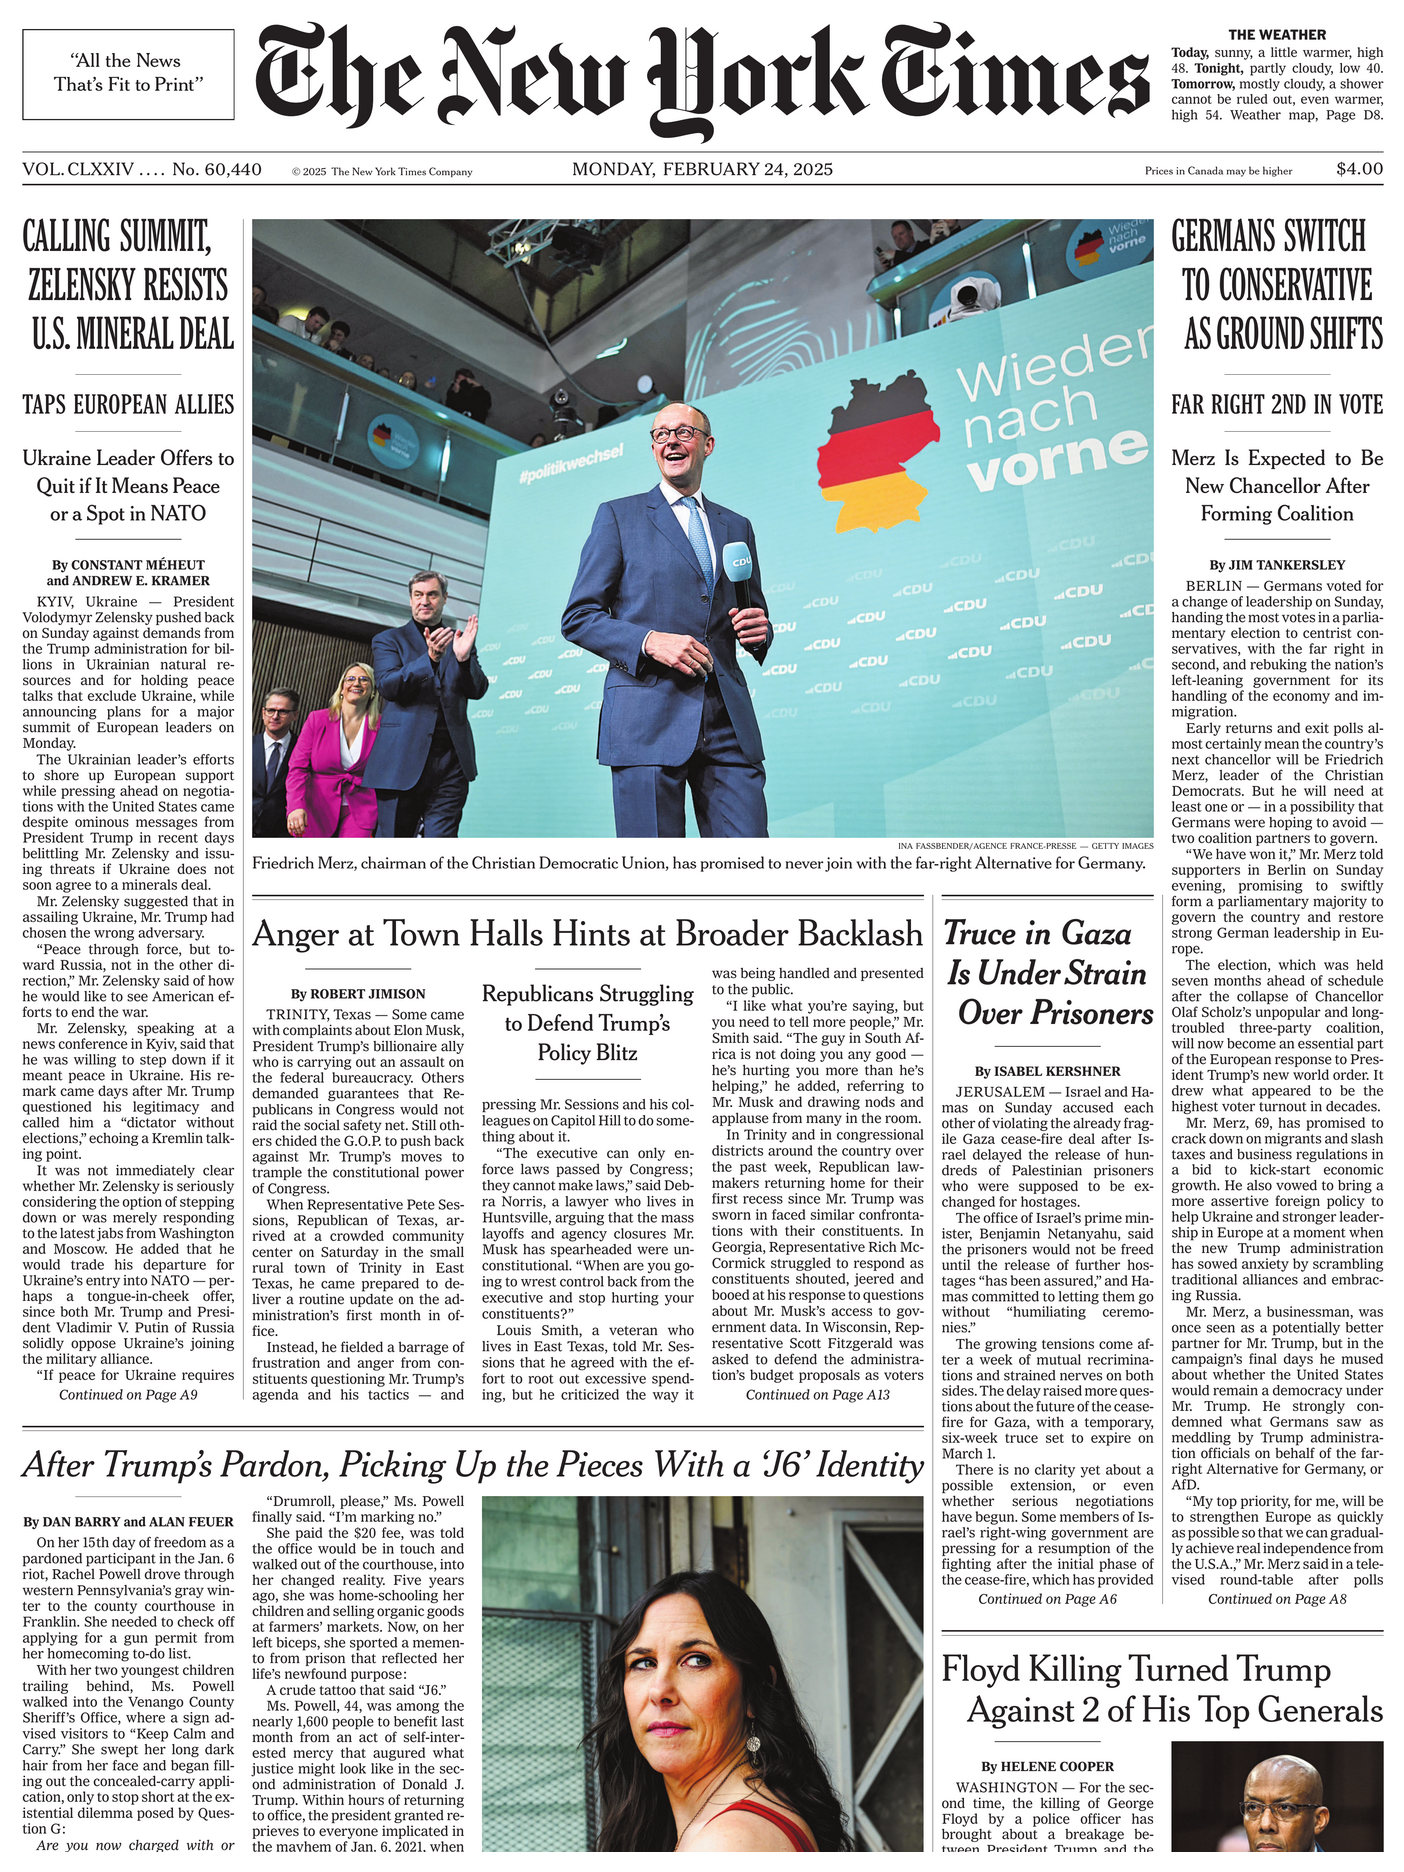 “All the News
That’s Fit to Print”
The New York Times
THE WEATHER
Today, sunny, a little warmer, high
48. Tonight, partly cloudy, low 40.
Tomorrow, mostly cloudy, a shower
cannot be ruled out, even warmer,
high 54. Weather map, Page D8.
VOL. CLXXIV .... No. 60,440
© 2025 The New York Times Company
MONDAY, FEBRUARY 24, 2025
Prices in Canada may be higher
$4.00
CALLING SUMMIT,
ZELENSKY RESISTS
U.S. MINERAL DEAL
TAPS EUROPEAN ALLIES
Ukraine Leader Offers to
Quit if It Means Peace
or a Spot in NATO
By CONSTANT MÉHEUT
and ANDREW E. KRAMER
KYIV, Ukraine — President
Volodymyr Zelensky pushed back
on Sunday against demands from
the Trump administration for bil-
lions in Ukrainian natural re-
sources and for holding peace
talks that exclude Ukraine, while
announcing plans for a major
summit of European leaders on
Monday.
The Ukrainian leader’s efforts
to shore up European support
while pressing ahead on negotia-
tions with the United States came
despite ominous messages from
President Trump in recent days
belittling Mr. Zelensky and issu-
ing threats if Ukraine does not
soon agree to a minerals deal.
Mr. Zelensky suggested that in
assailing Ukraine, Mr. Trump had
chosen the wrong adversary.
“Peace through force, but to-
ward Russia, not in the other di-
rection,” Mr. Zelensky said of how
he would like to see American ef-
forts to end the war.
Mr. Zelensky, speaking at a
news conference in Kyiv, said that
he was willing to step down if it
meant peace in Ukraine. His re-
mark came days after Mr. Trump
questioned his legitimacy and
called him a “dictator without
elections,” echoing a Kremlin talk-
ing point.
It was not immediately clear
whether Mr. Zelensky is seriously
considering the option of stepping
down or was merely responding
to the latest jabs from Washington
and Moscow. He added that he
would trade his departure for
Ukraine’s entry into NATO — per-
haps a tongue-in-cheek offer,
since both Mr. Trump and Presi-
dent Vladimir V. Putin of Russia
solidly oppose Ukraine’s joining
the military alliance.
“If peace for Ukraine requires
Continued on Page A9
Wieder
nach
vorne
#politikwechsel
Wieder
nach
vorne
Wieder
nach
vorne
CDU
CDU
CDU
CDU
CDU
CDU
CDU
CDU
CDU
INA FASSBENDER/AGENCE FRANCE-PRESSE — GETTY IMAGES
Friedrich Merz, chairman of the Christian Democratic Union, has promised to never join with the far-right Alternative for Germany.
GERMANS SWITCH
TO CONSERVATIVE
AS GROUND SHIFTS
FAR RIGHT 2ND IN VOTE
Merz Is Expected to Be
New Chancellor After
Forming Coalition
By JIM TANKERSLEY
BERLIN — Germans voted for
a change of leadership on Sunday,
handing the most votes in a parlia-
mentary election to centrist con-
servatives, with the far right in
second, and rebuking the nation’s
left-leaning government for its
handling of the economy and im-
migration.
Early returns and exit polls al-
most certainly mean the country’s
next chancellor will be Friedrich
Merz, leader of the Christian
Democrats. But he will need at
least one or — in a possibility that
Germans were hoping to avoid —
two coalition partners to govern.
“We have won it,” Mr. Merz told
supporters in Berlin on Sunday
evening, promising to swiftly
form a parliamentary majority to
govern the country and restore
strong German leadership in Eu-
rope.
The election, which was held
seven months ahead of schedule
after the collapse of Chancellor
Olaf Scholz’s unpopular and long-
troubled three-party coalition,
will now become an essential part
of the European response to Pres-
ident Trump’s new world order. It
drew what appeared to be the
highest voter turnout in decades.
Mr. Merz, 69, has promised to
crack down on migrants and slash
taxes and business regulations in
a bid to kick-start economic
growth. He also vowed to bring a
more assertive foreign policy to
help Ukraine and stronger leader-
ship in Europe at a moment when
the new Trump administration
has sowed anxiety by scrambling
traditional alliances and embrac-
ing Russia.
Mr. Merz, a businessman, was
once seen as a potentially better
partner for Mr. Trump, but in the
campaign’s final days he mused
about whether the United States
would remain a democracy under
Mr. Trump. He strongly con-
demned what Germans saw as
meddling by Trump administra-
tion officials on behalf of the far-
right Alternative for Germany, or
AfD.
“My top priority, for me, will be
to strengthen Europe as quickly
as possible so that we can gradual-
ly achieve real independence from
the U.S.A.,” Mr. Merz said in a tele-
vised round-table after polls
Continued on Page A8
Anger at Town Halls Hints at Broader Backlash
By ROBERT JIMISON
TRINITY, Texas — Some came
with complaints about Elon Musk,
President Trump’s billionaire ally
who is carrying out an assault on
the federal bureaucracy. Others
demanded guarantees that Re-
publicans in Congress would not
raid the social safety net. Still oth-
ers chided the G.O.P. to push back
against Mr. Trump’s moves to
trample the constitutional power
of Congress.
When Representative Pete Ses-
sions, Republican of Texas, ar-
rived at a crowded community
center on Saturday in the small
rural town of Trinity in East
Texas, he came prepared to de-
liver a routine update on the ad-
ministration’s first month in of-
fice.
Instead, he fielded a barrage of
frustration and anger from con-
stituents questioning Mr. Trump’s
agenda and his tactics — and
Republicans Struggling
to Defend Trump’s
Policy Blitz
pressing Mr. Sessions and his col-
leagues on Capitol Hill to do some-
thing about it.
“The executive can only en-
force laws passed by Congress;
they cannot make laws,” said Deb-
ra Norris, a lawyer who lives in
Huntsville, arguing that the mass
layoffs and agency closures Mr.
Musk has spearheaded were un-
constitutional. “When are you go-
ing to wrest control back from the
executive and stop hurting your
constituents?”
Louis Smith, a veteran who
lives in East Texas, told Mr. Ses-
sions that he agreed with the ef-
fort to root out excessive spend-
ing, but he criticized the way it
was being handled and presented
to the public.
“I like what you’re saying, but
you need to tell more people,” Mr.
Smith said. “The guy in South Af-
rica is not doing you any good —
he’s hurting you more than he’s
helping,” he added, referring to
Mr. Musk and drawing nods and
applause from many in the room.
In Trinity and in congressional
districts around the country over
the past week, Republican law-
makers returning home for their
first recess since Mr. Trump was
sworn in faced similar confronta-
tions with their constituents. In
Georgia, Representative Rich Mc-
Cormick struggled to respond as
constituents shouted, jeered and
booed at his response to questions
about Mr. Musk’s access to gov-
ernment data. In Wisconsin, Rep-
resentative Scott Fitzgerald was
asked to defend the administra-
tion’s budget proposals as voters
Continued on Page A13
Truce in Gaza
Is Under Strain
Over Prisoners
By ISABEL KERSHNER
JERUSALEM — Israel and Ha-
mas on Sunday accused each
other of violating the already frag-
ile Gaza cease-fire deal after Is-
rael delayed the release of hun-
dreds of Palestinian prisoners
who were supposed to be ex-
changed for hostages.
The office of Israel’s prime min-
ister, Benjamin Netanyahu, said
the prisoners would not be freed
until the release of further hos-
tages “has been assured,” and Ha-
mas committed to letting them go
without “humiliating ceremo-
nies.”
The growing tensions come af-
ter a week of mutual recrimina-
tions and strained nerves on both
sides. The delay raised more ques-
tions about the future of the cease-
fire for Gaza, with a temporary,
six-week truce set to expire on
March 1.
There is no clarity yet about a
possible extension, or even
whether serious negotiations
have begun. Some members of Is-
rael’s right-wing government are
pressing for a resumption of the
fighting after the initial phase of
the cease-fire, which has provided
Continued on Page A6
After Trump’s Pardon, Picking Up the Pieces With a ‘J6’ Identity
By DAN BARRY and ALAN FEUER
On her 15th day of freedom as a
pardoned participant in the Jan. 6
riot, Rachel Powell drove through
western Pennsylvania’s gray win-
ter to the county courthouse in
Franklin. She needed to check off
applying for a gun permit from
her homecoming to-do list.
With her two youngest children
trailing behind, Ms. Powell
walked into the Venango County
Sheriff’s Office, where a sign ad-
vised visitors to “Keep Calm and
Carry.” She swept her long dark
hair from her face and began fill-
ing out the concealed-carry appli-
cation, only to stop short at the ex-
istential dilemma posed by Ques-
tion G:
Are you now charged with or
“Drumroll, please,” Ms. Powell
finally said. “I’m marking no.”
She paid the $20 fee, was told
the office would be in touch and
walked out of the courthouse, into
her changed reality. Five years
ago, she was home-schooling her
children and selling organic goods
at farmers’ markets. Now, on her
left biceps, she sported a memen-
to from prison that reflected her
life’s newfound purpose:
A crude tattoo that said “J6.”
Ms. Powell, 44, was among the
nearly 1,600 people to benefit last
month from an act of self-inter-
ested mercy that augured what
justice might look like in the sec-
ond administration of Donald J.
Trump. Within hours of returning
to office, the president granted re-
prieves to everyone implicated in
the mayhem of Jan. 6, 2021, when
Floyd Killing Turned Trump
Against 2 of His Top Generals
By HELENE COOPER
WASHINGTON — For the sec-
ond time, the killing of George
Floyd by a police officer has
brought about a breakage be-
tween President Trump and the